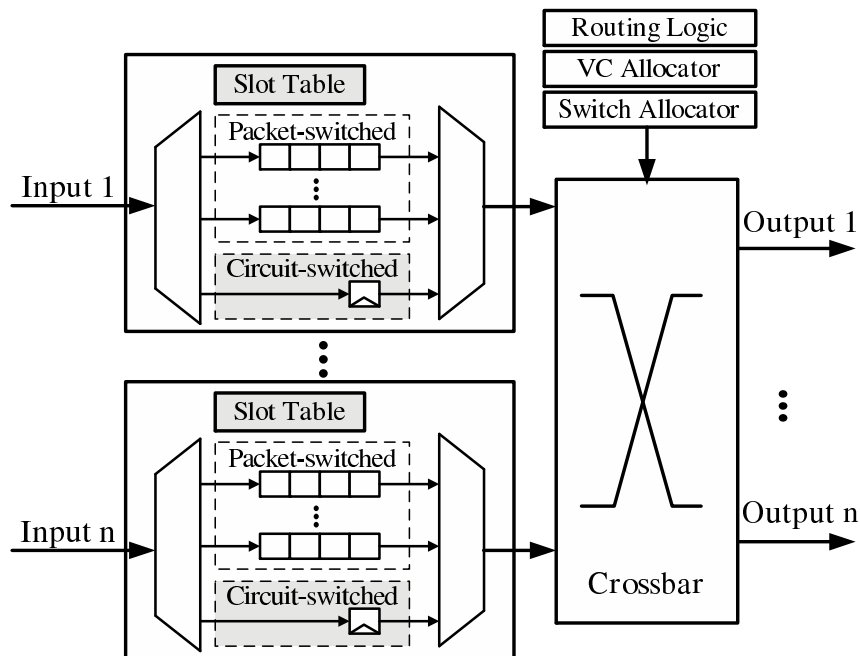 Routing Logic
VC Allocator
Switch Allocator
Slot Table
Packet-switched
Input 1
Circuit-switched
Output 1
Slot Table
Packet-switched
Input n
Circuit-switched
Output n
Crossbar